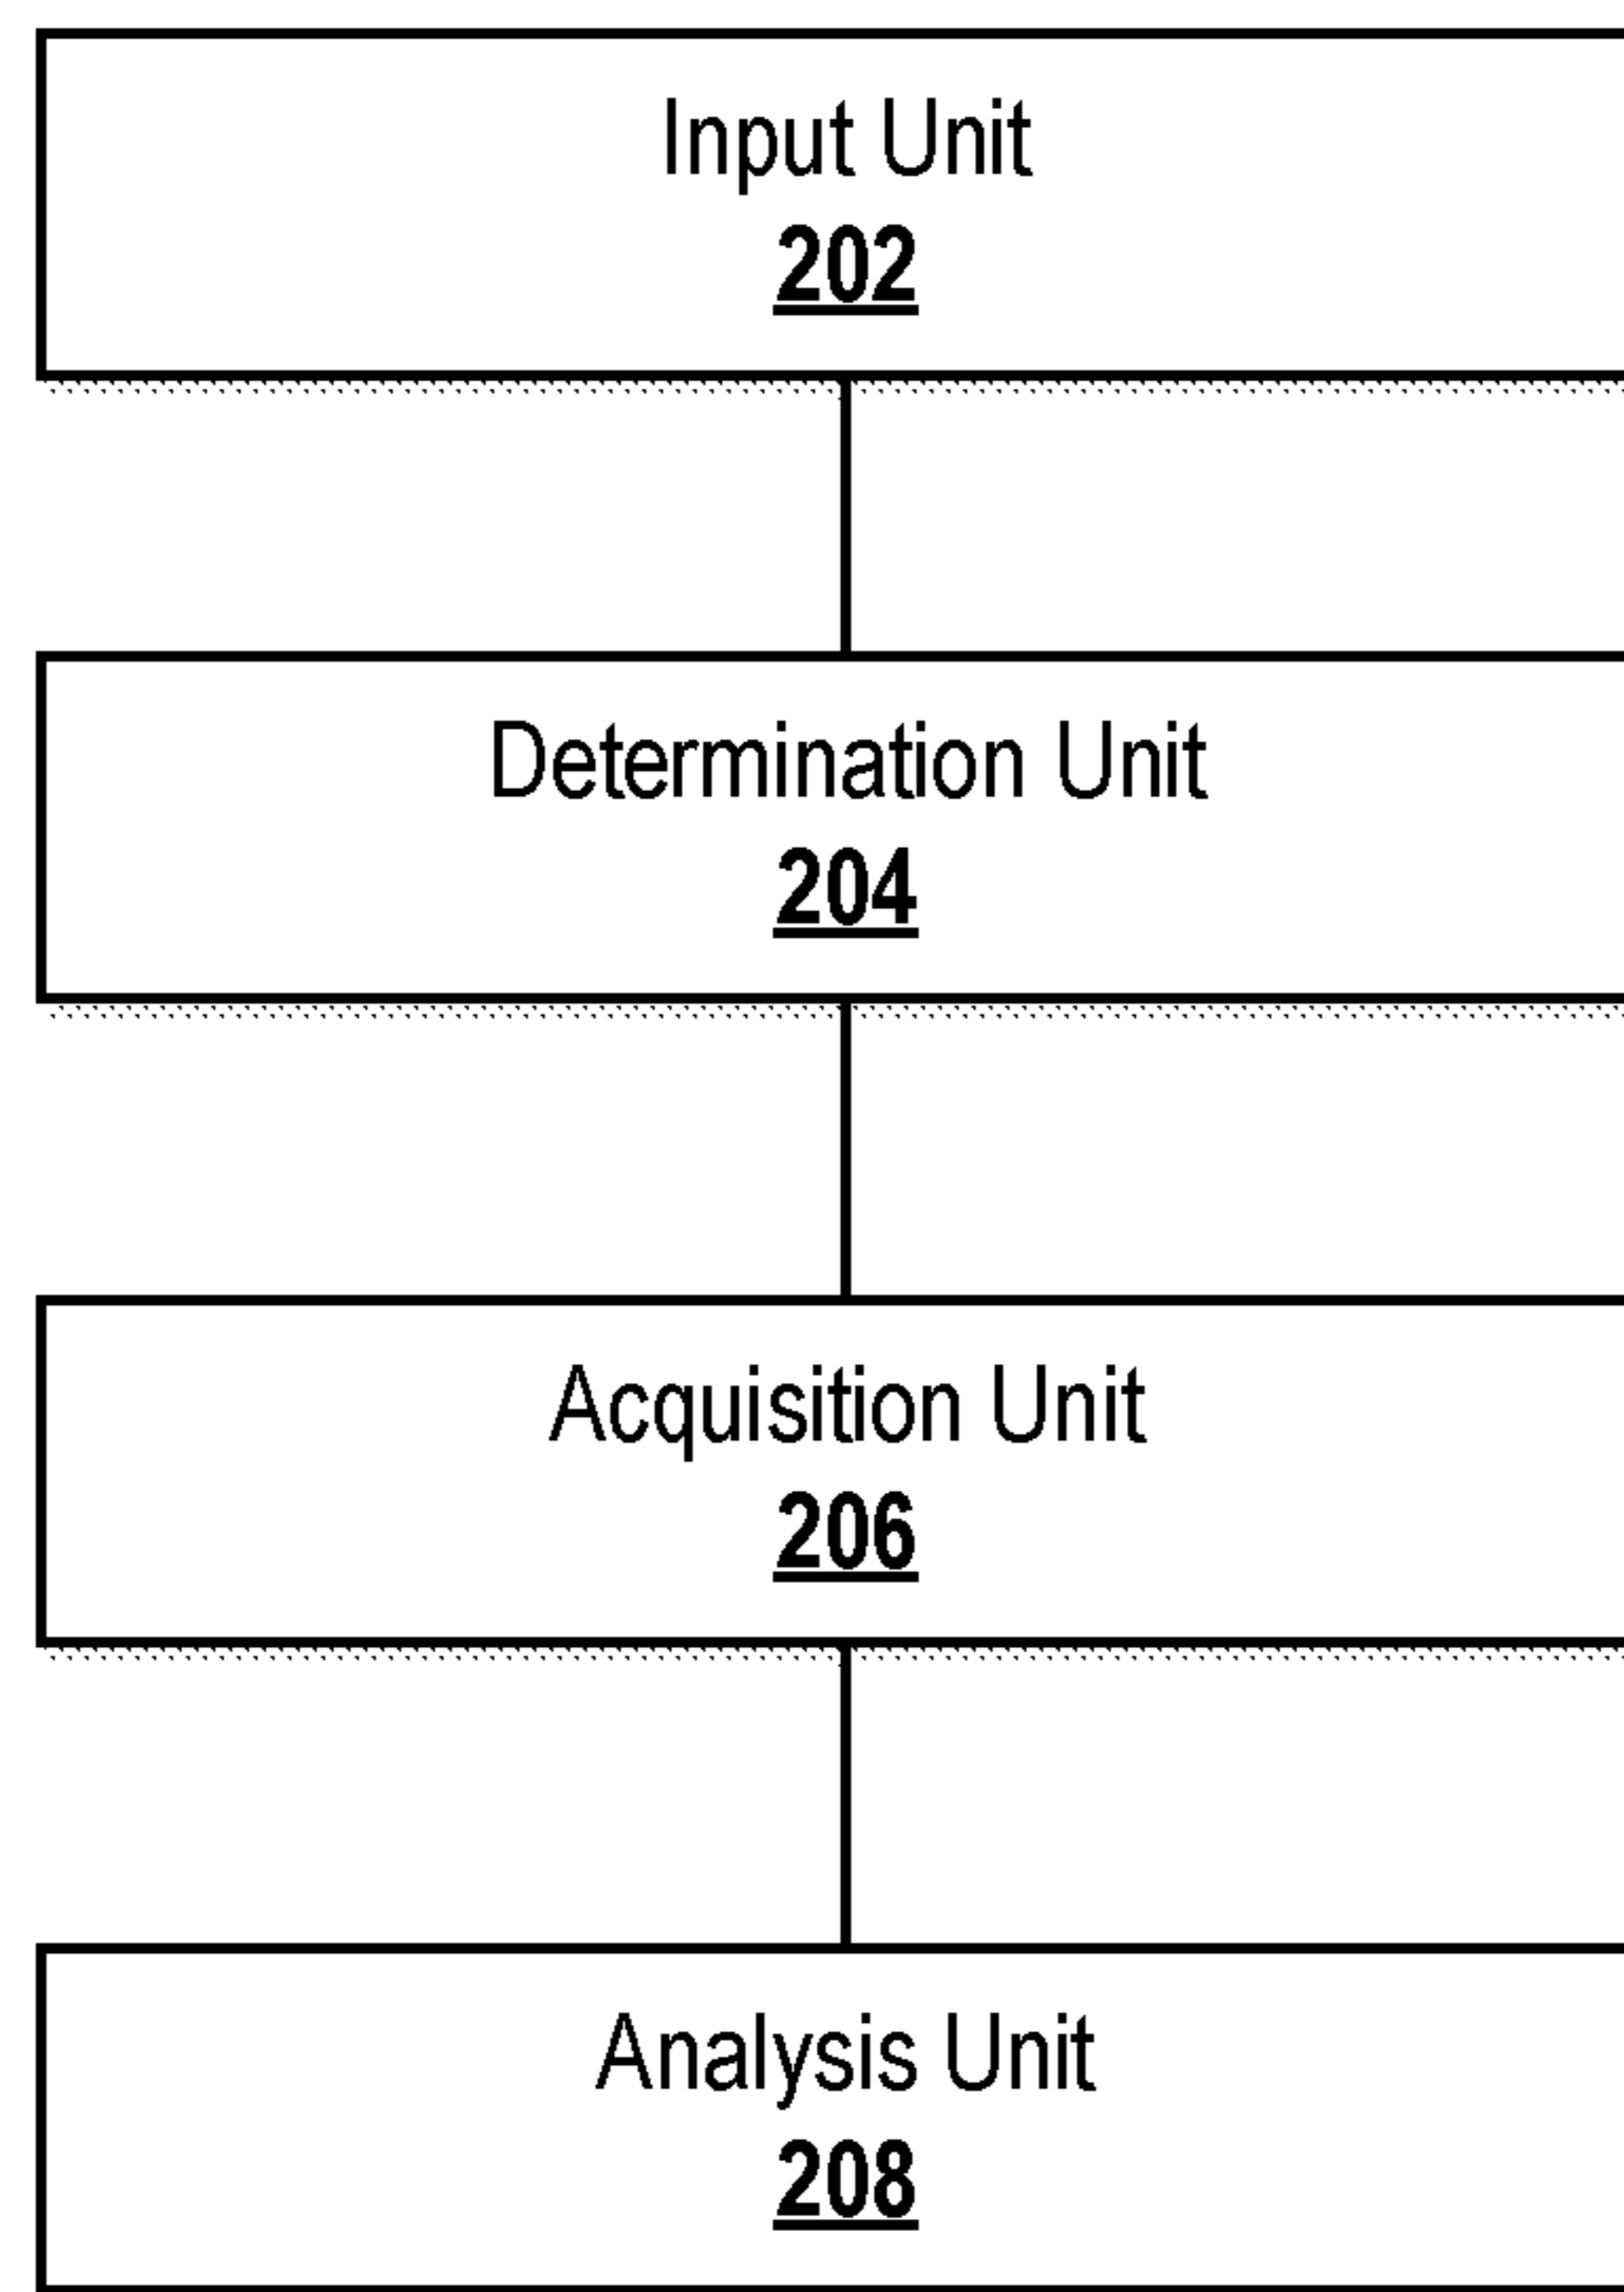 Input Unit
202
Determination Unit
204
Acquisition Unit
206
Analysis Unit
208